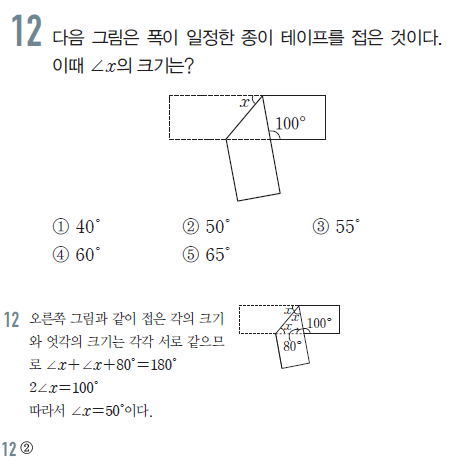 12 다음 그림은 폭이 일정한 종이 테이프를 접은 것이다.
이때 ∠x의 크기는?
x
100°
① 40° ② 50° ③ 55°
④ 60° ⑤ 65°
12 오른쪽 그림과 같이 접은 각의 크기
와 엇각의 크기는 각각 서로 같으므
로 ∠x+∠x+80°=180°
2∠x=100°
따라서 ∠x=50°이다.
x
x
x
100°
80°
12 ②